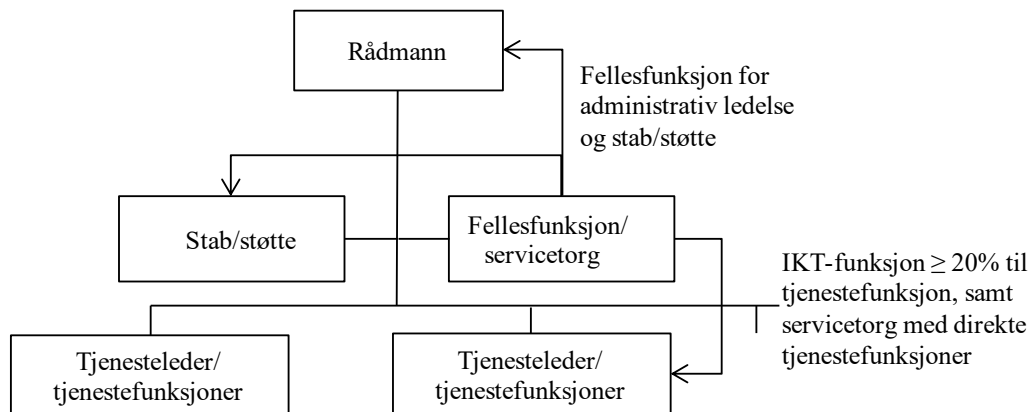 Rådmann
Fellesfunksjon for
administrativ ledelse
og stab/støtte
Stab/støtte
Fellesfunksjon/
servicetorg
IKT-funksjon ≥ 20% til
tjenestefunksjon, samt
servicetorg med direkte
tjenestefunksjoner
Tjenesteleder/
tjenestefunksjoner
Tjenesteleder/
tjenestefunksjoner